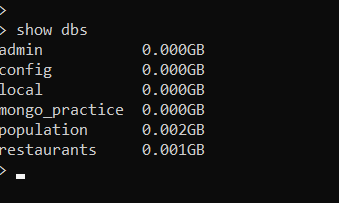 >
> show dbs
admin 0.000GB
config 0.000GB
local 0.000GB
mongo_practice 0.000GB
population 0.002GB
restaurants 0.001GB
>